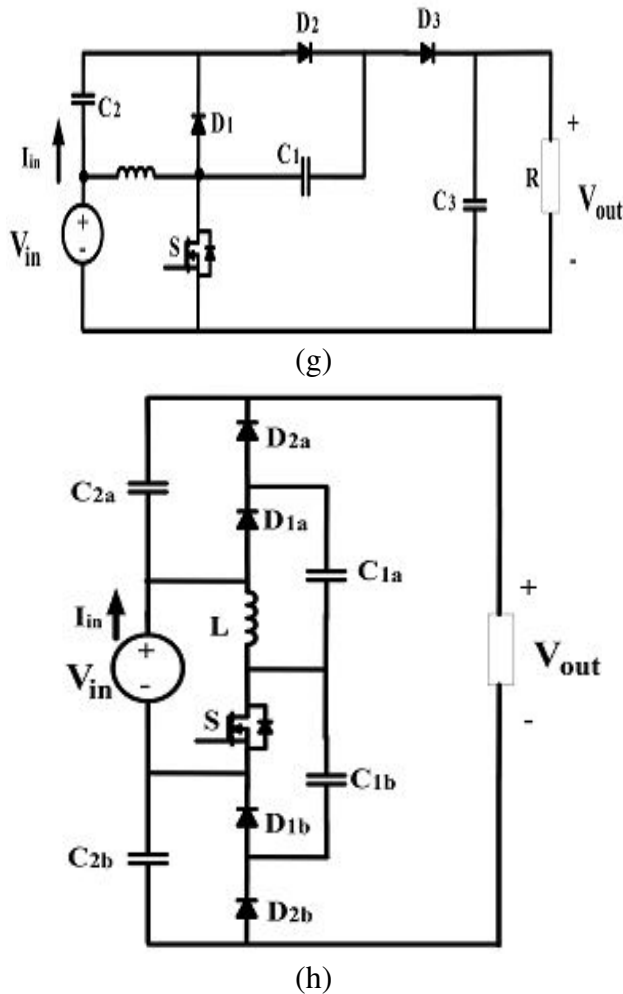 D2
D3
C2
D1
Iin
C1
R
+
Vout
-
C3
+
-
Vin
S
(g)
D2a
C2a
D1a
C1a
Iin
L
+
-
Vin
+
Vout
-
S
C1b
D1b
C2b
D2b
(h)